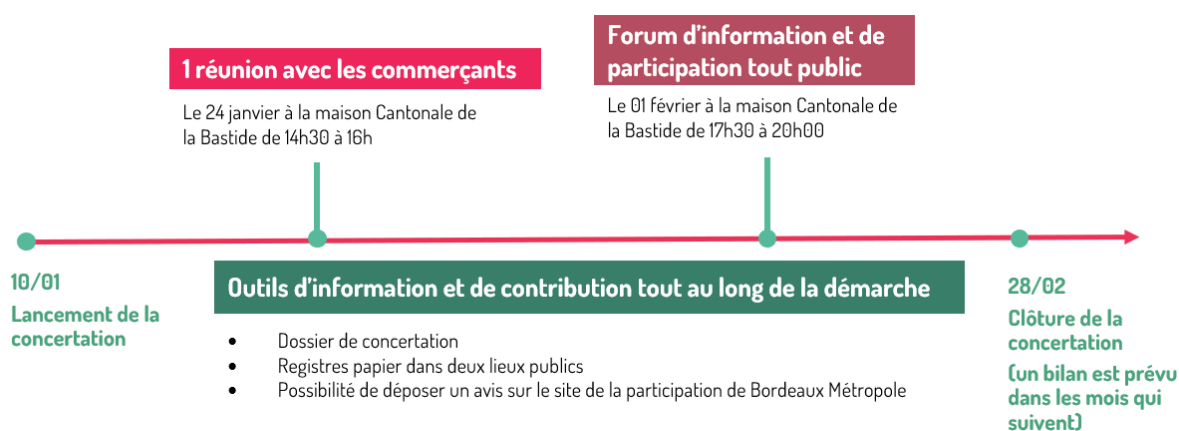 1 réunion avec les commerçants
Le 24 janvier à la maison Cantonale de
la Bastide de 14h30 à 16h
Forum d'information et de
participation tout public
Le 01 février à la maison Cantonale de
la Bastide de 17h30 à 20h00
10/01
Lancement de la
concertation
Outils d'information et de contribution tout au long de la démarche
• Dossier de concertation
• Registres papier dans deux lieux publics
• Possibilité de déposer un avis sur le site de la participation de Bordeaux Métropole
28/02
Clôture de la
concertation
(un bilan est prévu
dans les mois qui
suivent)